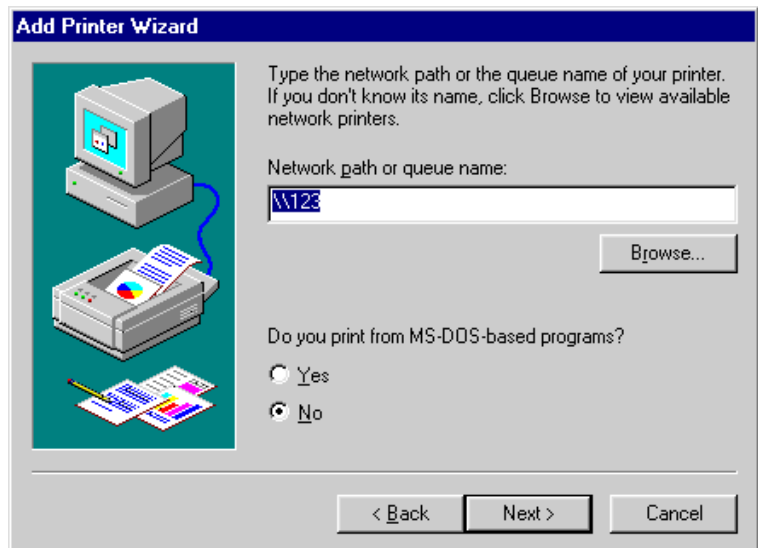 Add Printer Wizard
Type the network path or the queue name of your printer.
If you don't know its name, click Browse to view available
network printers.
Network path or queue name:
\\123
Browse...
Do you print from MS-DOS-based programs?
Yes
No
< Back
Next >
Cancel